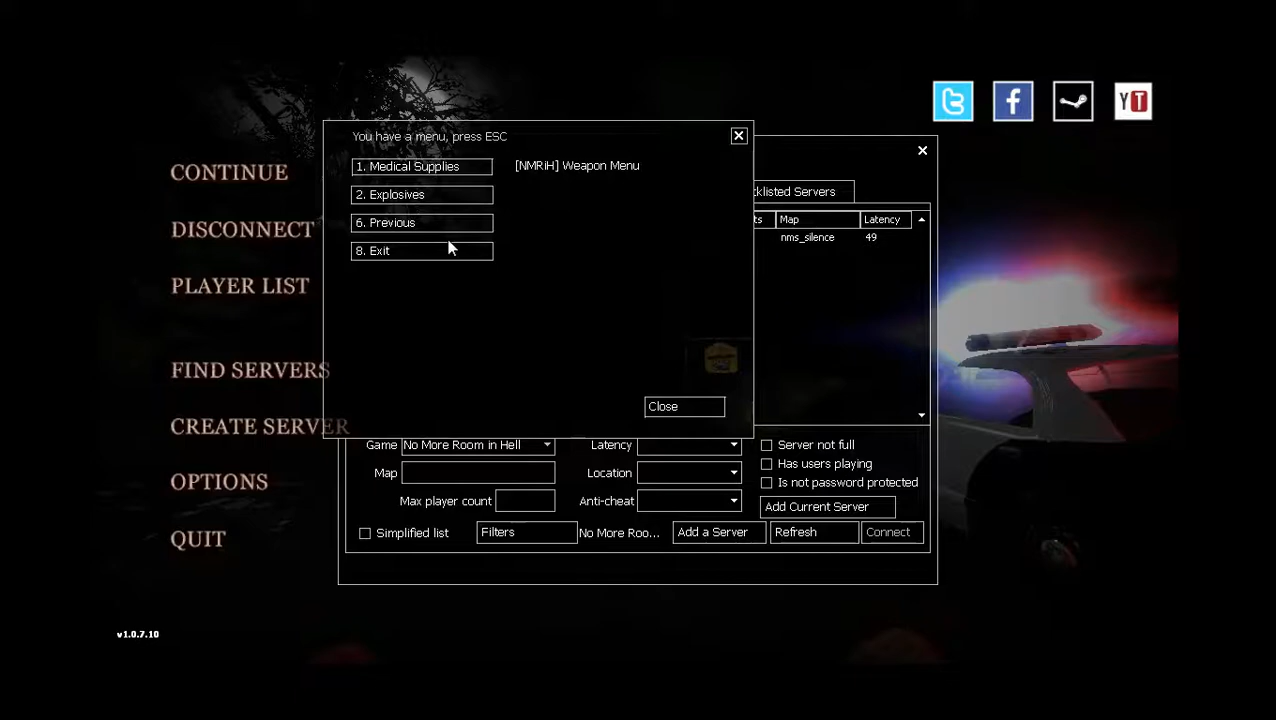 CONTINUE
DISCONNECT
PLAYER LIST
FIND SERVERS
CREATE SERVER
OPTIONS
QUIT
v1.0.7.10
You have a menu, press ESC
1. Medical Supplies
[NMRiH] Weapon Menu
2. Explosives
6. Previous
8. Exit
Close
YT
cklisted Servers
ts Map Latency
nms_silence 49
Game No More Room in Hell Latency
Server not full
Map Location
Has users playing
Is not password protected
Max player count Anti-cheat
Add Current Server
Simplified list Filters No More Roo... Add a Server Refresh Connect